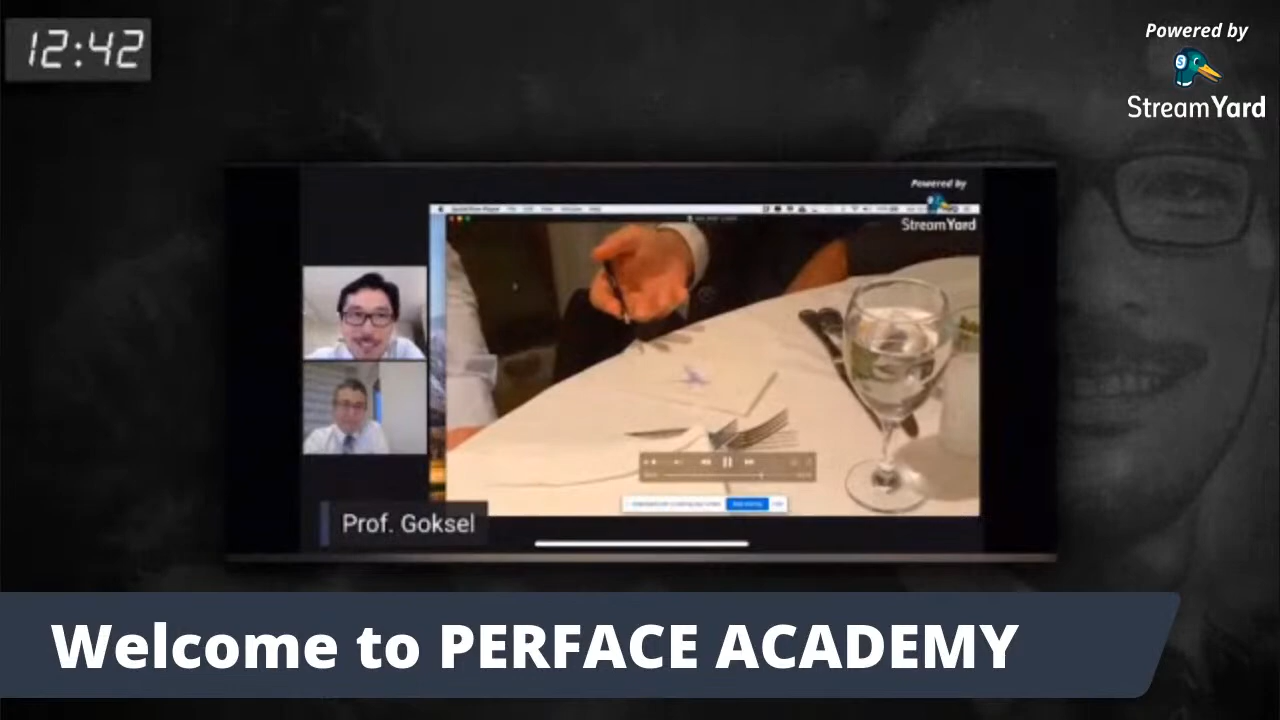 12:42
Powered by
StreamYard
Powered by
StreamYard
Prof. Goksel
Welcome to PERFACE ACADEMY